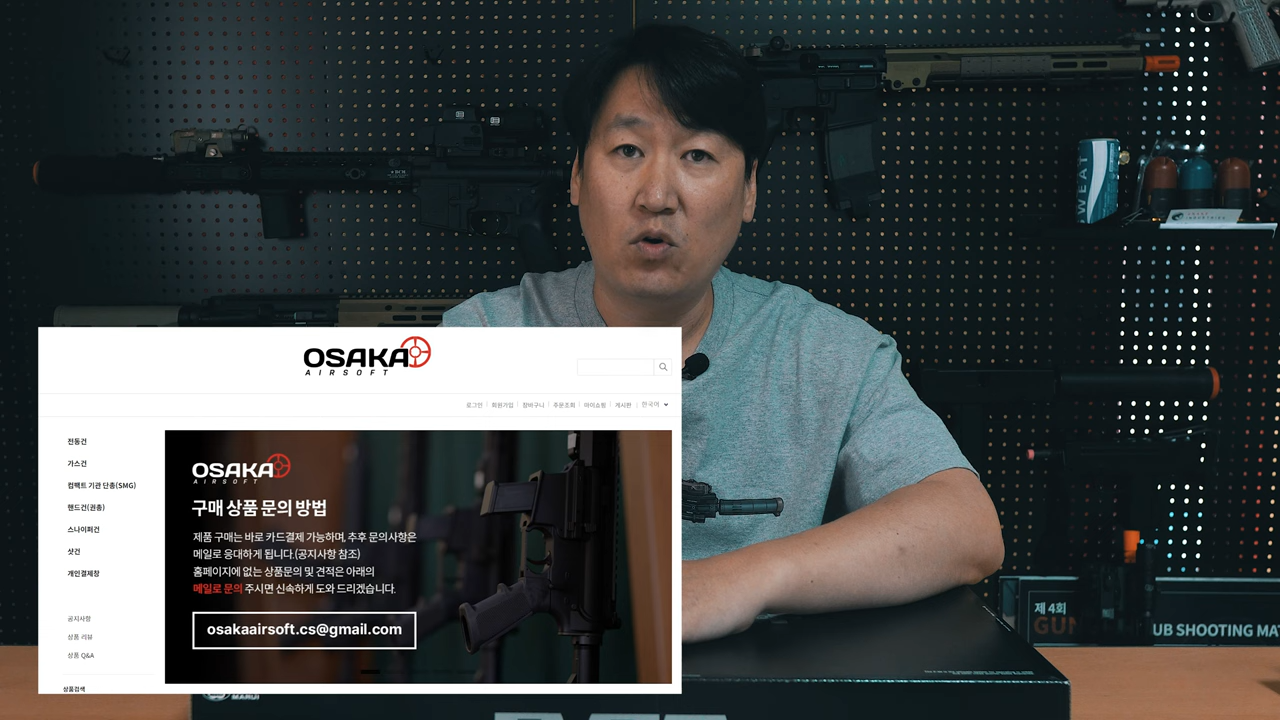 SWEAT
OSAKA
AIRSOFT
로그인
회원가입
장바구니
주문조회
마이쇼핑
게시판
한국어
전동건
가스건
컴팩트 기관 단총(SMG)
핸드건(권총)
스나이퍼건
샷건
개인결제창
공지사항
상품 리뷰
상품 Q&A
상품검색
OSAKA
AIRSOFT
구매 상품 문의 방법
제품 구매는 바로 카드결제 가능하며, 추후 문의사항은
메일로 응대하게 됩니다.(공지사항 참조)
홈페이지에 없는 상품문의 및 견적은 아래의
메일로 문의 주시면 신속하게 도와 드리겠습니다.
osakaairsoft.cs@gmail.com
제 4회
GUN
UB SHOOTING MAT
MARUI